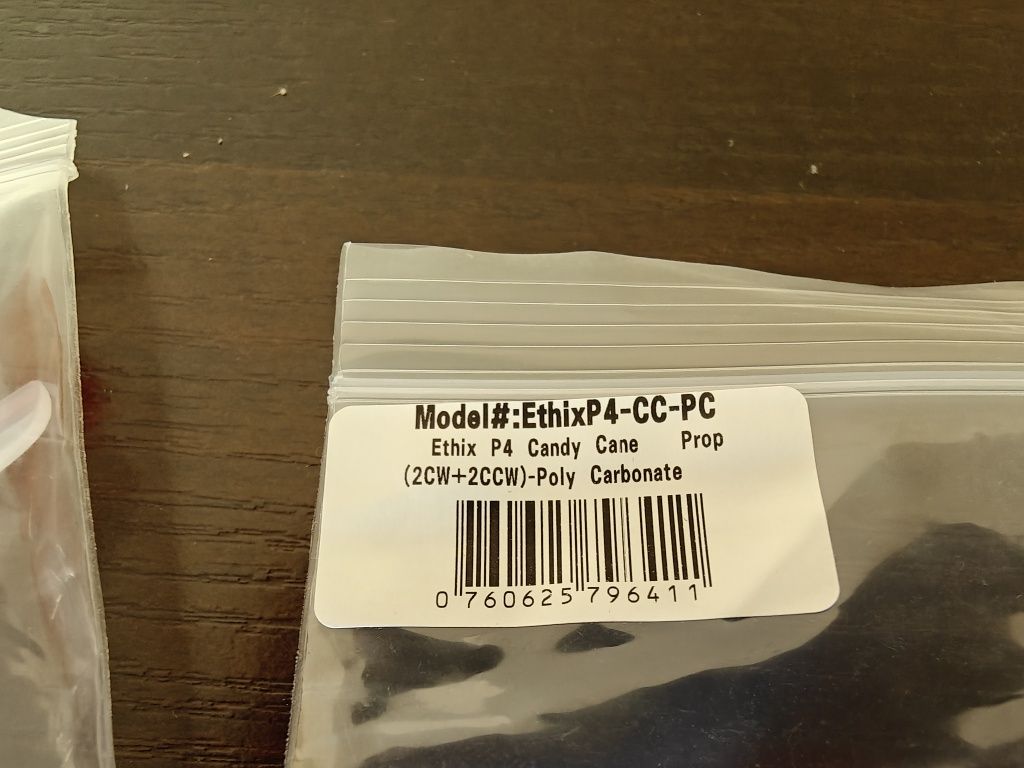 Model#:EthixP4-CC-PC
Ethix P4 Candy Cane Prop
(2CW+2CCW)-Poly Carbonate
0 760625 796411